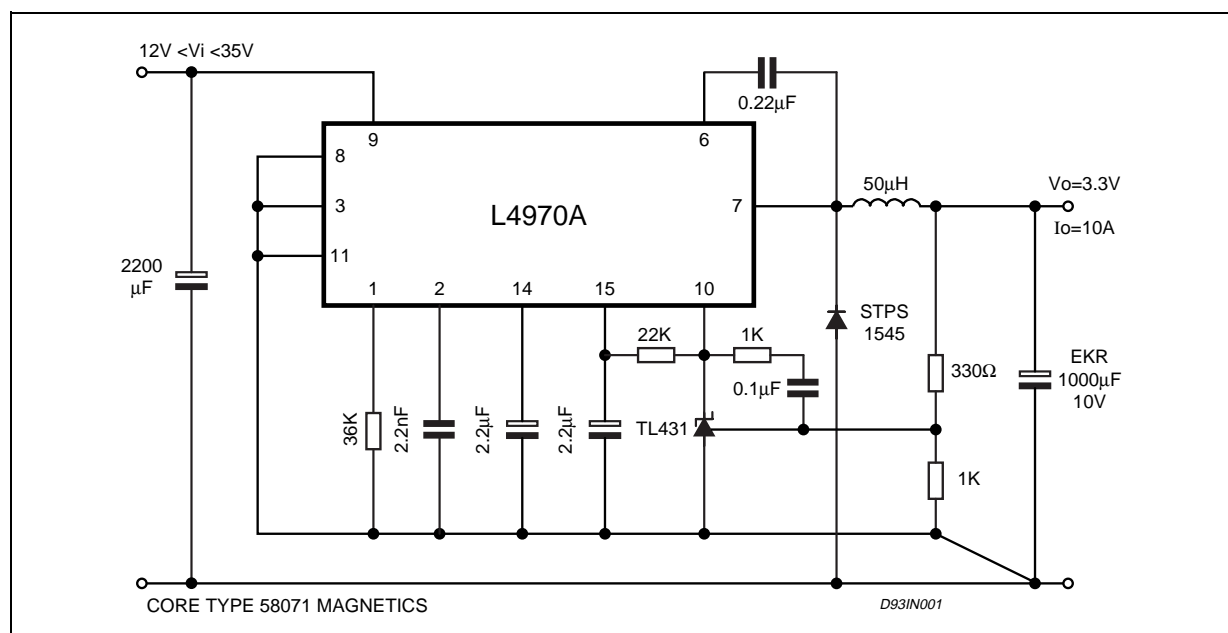 12V <Vi <35V
0.22μF
9
6
8
3
11
L4970A
7
50μH
Vo=3.3V
Io=10A
2200
μF
1
2
14
15
10
22K
1K
STPS
1545
0.1μF
330Ω
EKR
1000μF
10V
36K
2.2nF
2.2μF
2.2μF
TL431
1K
CORE TYPE 58071 MAGNETICS
D93IN001